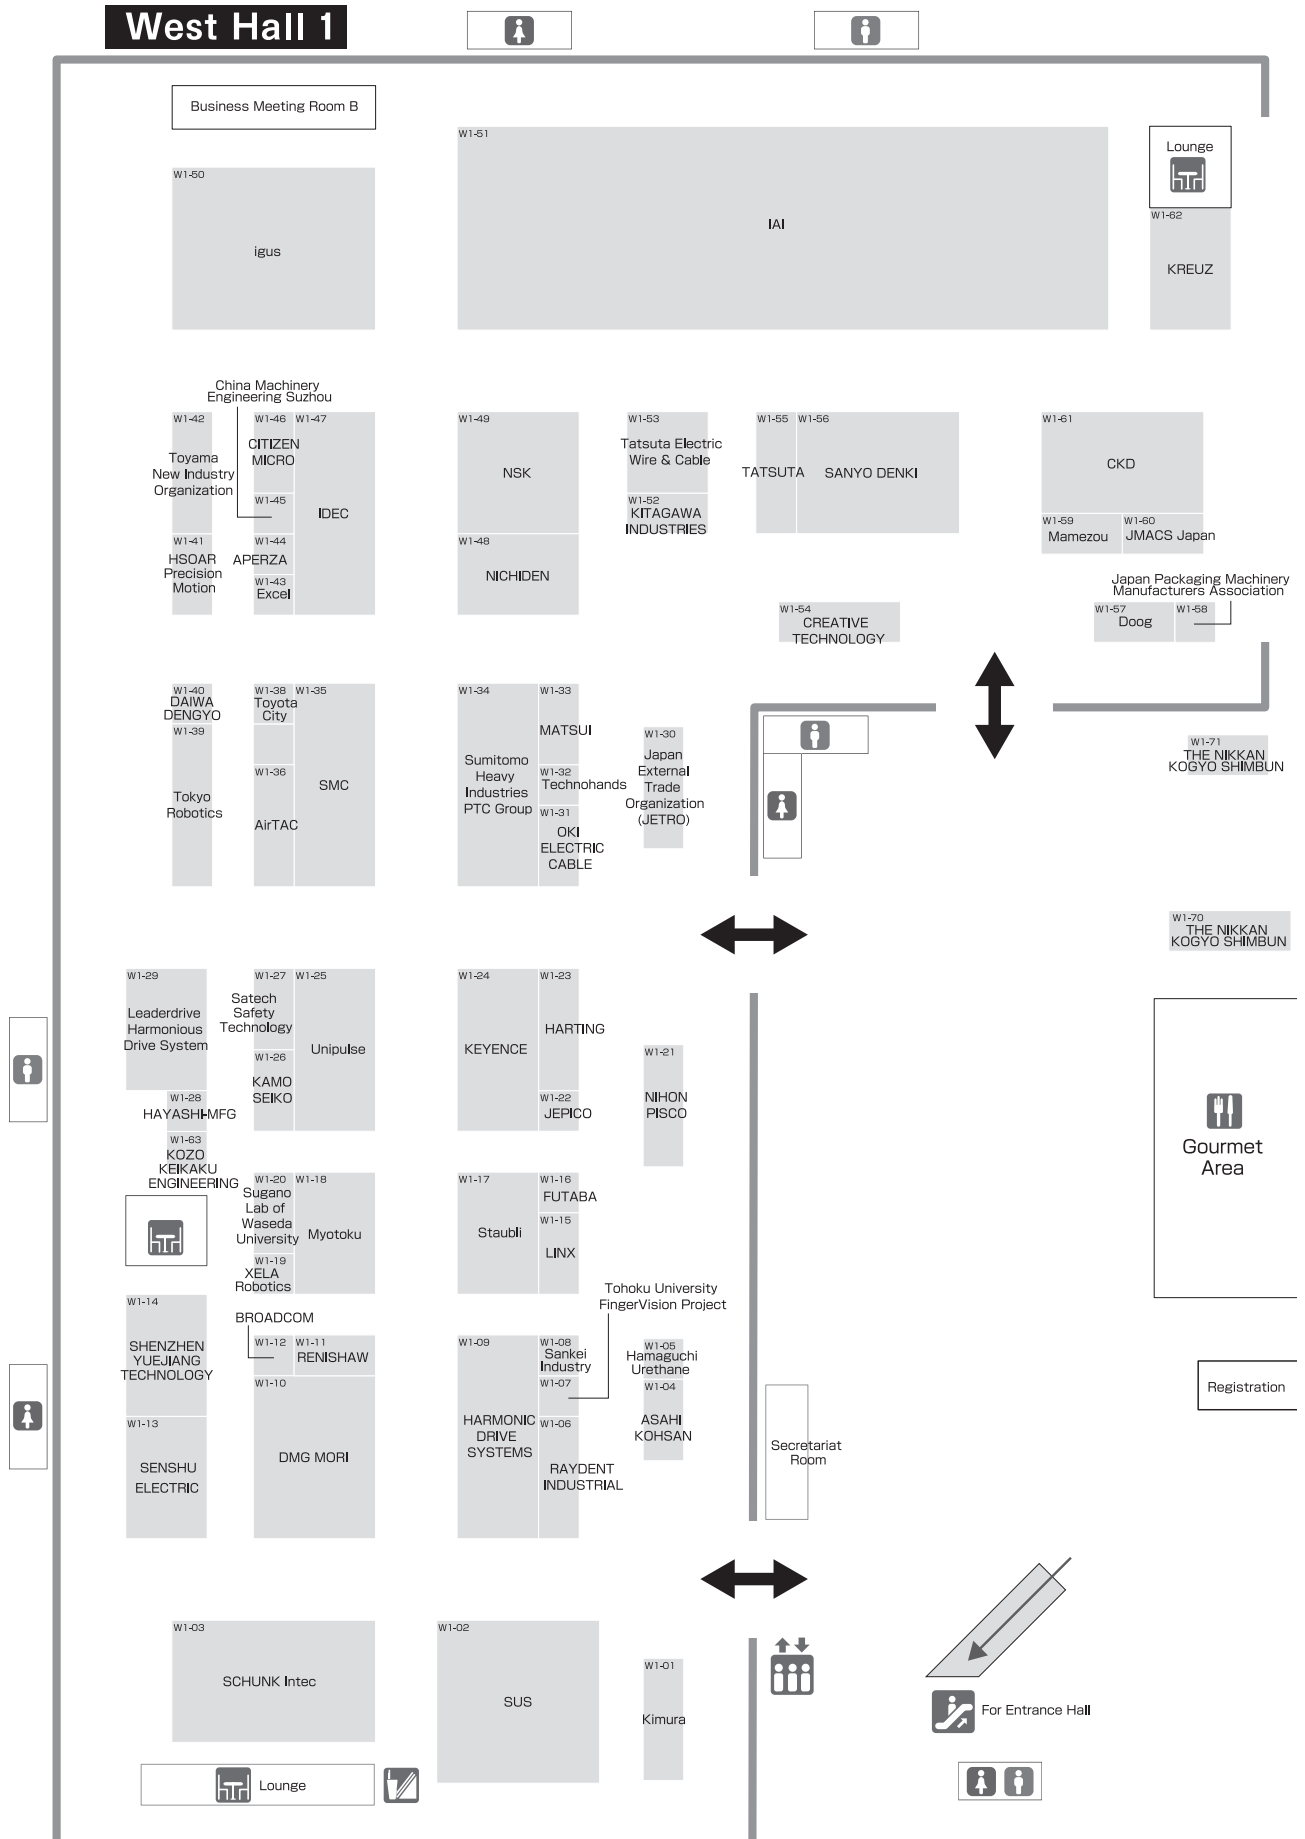 West Hall 1
Business Meeting Room B
W1-51
IAI
Lounge
W1-50
igus
W1-62
KREUZ
China Machinery
Engineering Suzhou
W1-42
Toyama
New Industry
Organization
W1-46
CITIZEN
MICRO
W1-47
IDEC
W1-45
W1-41
HSOAR
Precision
Motion
W1-44
APERZA
W1-43
Excel
W1-49
NSK
W1-48
NICHIDEN
W1-53
Tatsuta Electric
Wire & Cable
W1-52
KITAGAWA
INDUSTRIES
W1-55
TATSUTA
W1-56
SANYO DENKI
W1-61
CKD
W1-59
Mamezou
W1-60
JMACS Japan
Japan Packaging Machinery
Manufacturers Association
W1-54
CREATIVE
TECHNOLOGY
W1-57
Doog
W1-58
W1-40
DAIWA
DENGYO
W1-39
Tokyo
Robotics
W1-38
Toyota
City
W1-35
SMC
W1-36
AirTAC
W1-34
Sumitomo
Heavy
Industries
PTC Group
W1-33
MATSUI
W1-32
Technohands
W1-31
OKI
ELECTRIC
CABLE
W1-30
Japan
External
Trade
Organization
(JETRO)
W1-71
THE NIKKAN
KOGYO SHIMBUN
W1-70
THE NIKKAN
KOGYO SHIMBUN
W1-29
Leaderdrive
Harmonious
Drive System
W1-27
Satech
Safety
Technology
W1-25
Unipulse
W1-26
KAMO
SEIKO
W1-28
HAYASHI-MFG
W1-63
KOZO
KEIKAKU
ENGINEERING
W1-24
KEYENCE
W1-23
HARTING
W1-22
JEPICO
W1-21
NIHON
PISCO
Gourmet
Area
W1-20
Sugano
Lab of
Waseda
University
W1-18
Myotoku
W1-19
XELA
Robotics
W1-17
Staubli
W1-16
FUTABA
W1-15
LINX
Tohoku University
FingerVision Project
W1-14
SHENZHEN
YUEJIANG
TECHNOLOGY
W1-13
SENSHU
ELECTRIC
BROADCOM
W1-12
W1-11
RENISHAW
W1-10
DMG MORI
W1-09
HARMONIC
DRIVE
SYSTEMS
W1-08
Sankei
Industry
W1-07
W1-06
RAYDENT
INDUSTRIAL
W1-05
Hamaguchi
Urethane
W1-04
ASAHI
KOHSAN
Registration
Secretariat
Room
W1-03
SCHUNK Intec
W1-02
SUS
W1-01
Kimura
For Entrance Hall
Lounge